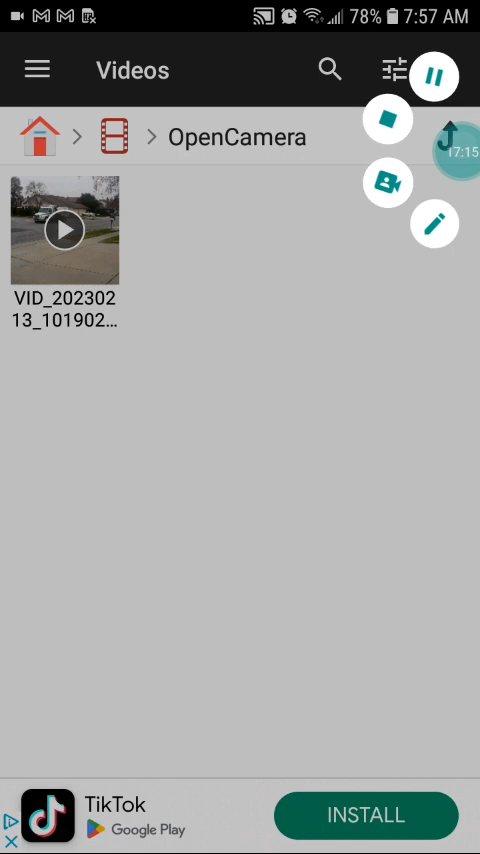 78% 7:57 AM
Videos
OpenCamera
17:15
VID_202302
13_101902...
TikTok
Google Play
INSTALL